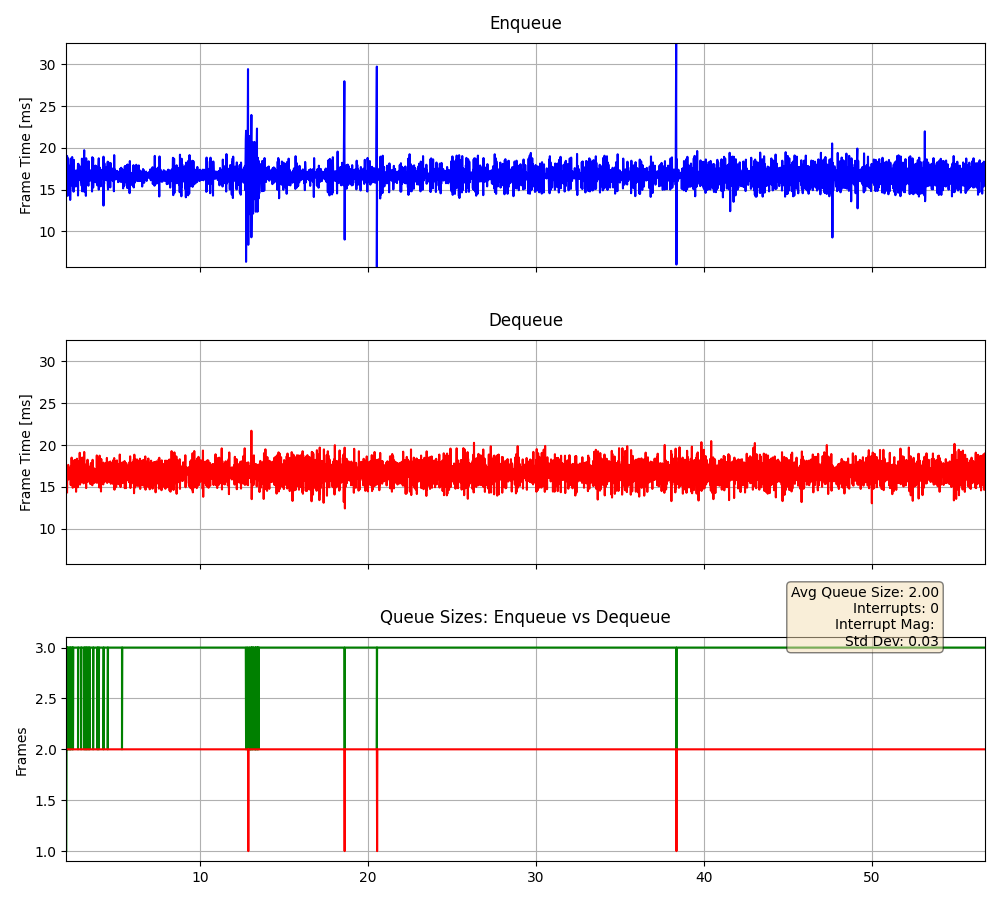 Enqueue
Frame Time [ms]
30
25
20
15
10
Dequeue
Frame Time [ms]
30
25
20
15
10
Avg Queue Size: 2.00
Interrupts: 0
Interrupt Mag:
Std Dev: 0.03
Queue Sizes: Enqueue vs Dequeue
Frames
3.0
2.5
2.0
1.5
1.0
10 20 30 40 50